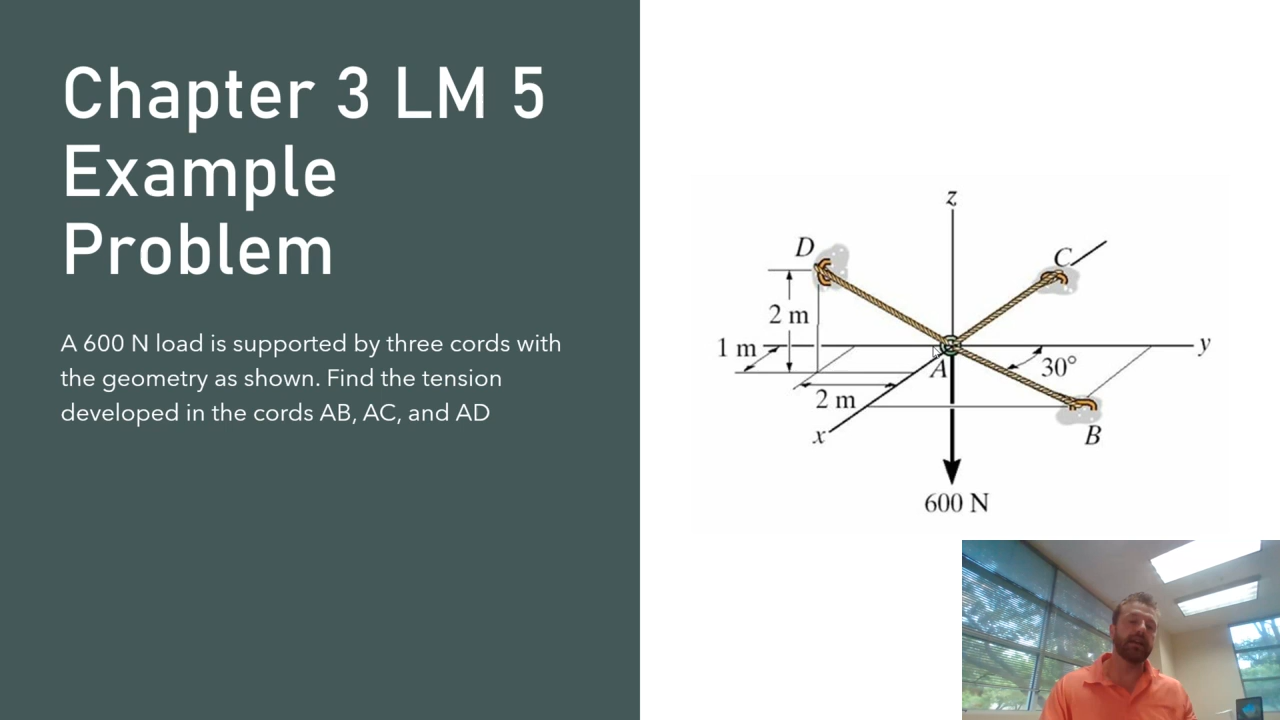 Chapter 3 LM 5
Example
Problem
A 600 N load is supported by three cords with
the geometry as shown. Find the tension
developed in the cords AB, AC, and AD
z
D
C
2 m
1 m
y
A
30°
2 m
x
B
600 N